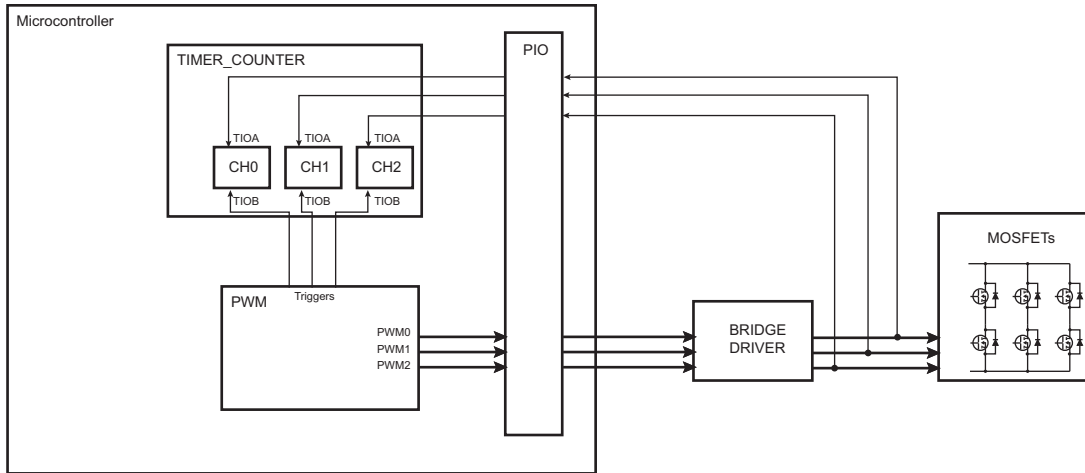 Microcontroller
PIO
TIMER_COUNTER
TIOA TIOA TIOA
CH0 CH1 CH2
TIOB TIOB TIOB
MOSFETs
Triggers
PWM
PWM0
PWM1
PWM2
BRIDGE
DRIVER